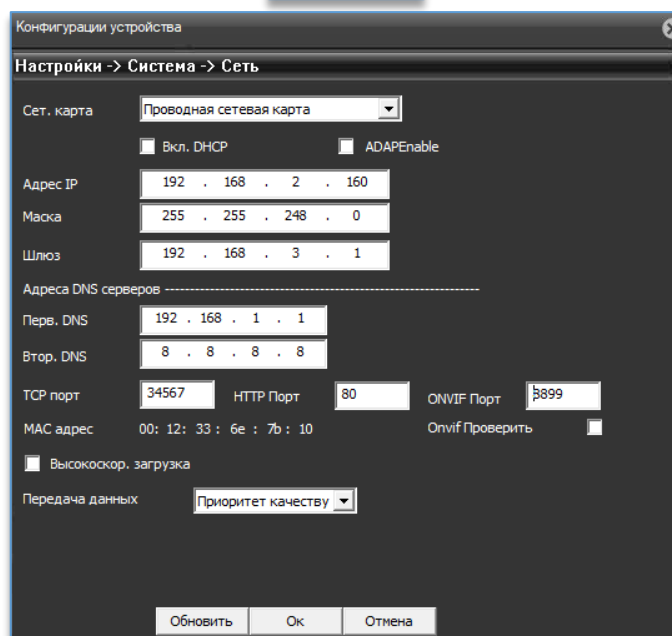 Конфигурации устройства
Настройки -> Система -> Сеть
Сет. карта Проводная сетевая карта
Вкл. DHCP ADAPEnable
Адрес IP 192 . 168 . 2 . 160
Маска 255 . 255 . 248 . 0
Шлюз 192 . 168 . 3 . 1
Адреса DNS серверов
Перв. DNS 192 . 168 . 1 . 1
Втор. DNS 8 . 8 . 8 . 8
TCP порт 34567 HTTP Порт 80 ONVIF Порт 8899
MAC адрес 00: 12: 33 : 6e : 7b : 10 Onvif Проверить
Высокоскор. загрузка
Передача данных Приоритет качеству
Обновить Ок Отмена